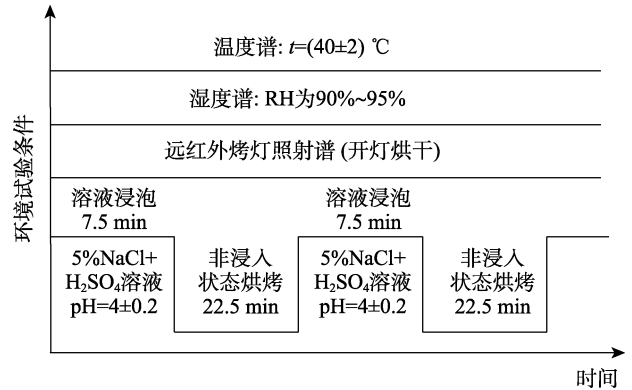 温度谱: t=(40±2) ℃
湿度谱: RH为90%~95%
远红外烤灯照射谱 (开灯烘干)
溶液浸泡
7.5 min
溶液浸泡
7.5 min
5%NaCl+
H₂SO₄溶液
pH=4±0.2
非浸入
状态烘烤
22.5 min
5%NaCl+
H₂SO₄溶液
pH=4±0.2
非浸入
状态烘烤
22.5 min
环境试验条件
时间